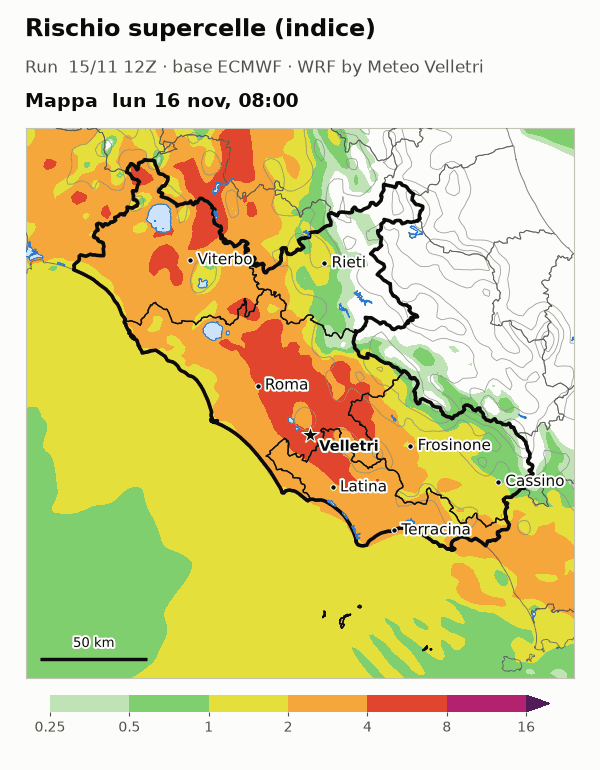 Rischio supercelle (indice)
Run  15/11 12Z · base ECMWF · WRF by Meteo Velletri
Mappa  lun 16 nov, 08:00
Viterbo
Rieti
Roma
Velletri
Frosinone
Cassino
Latina
Terracina
50 km
0.25 0.5 1 2 4 8 16